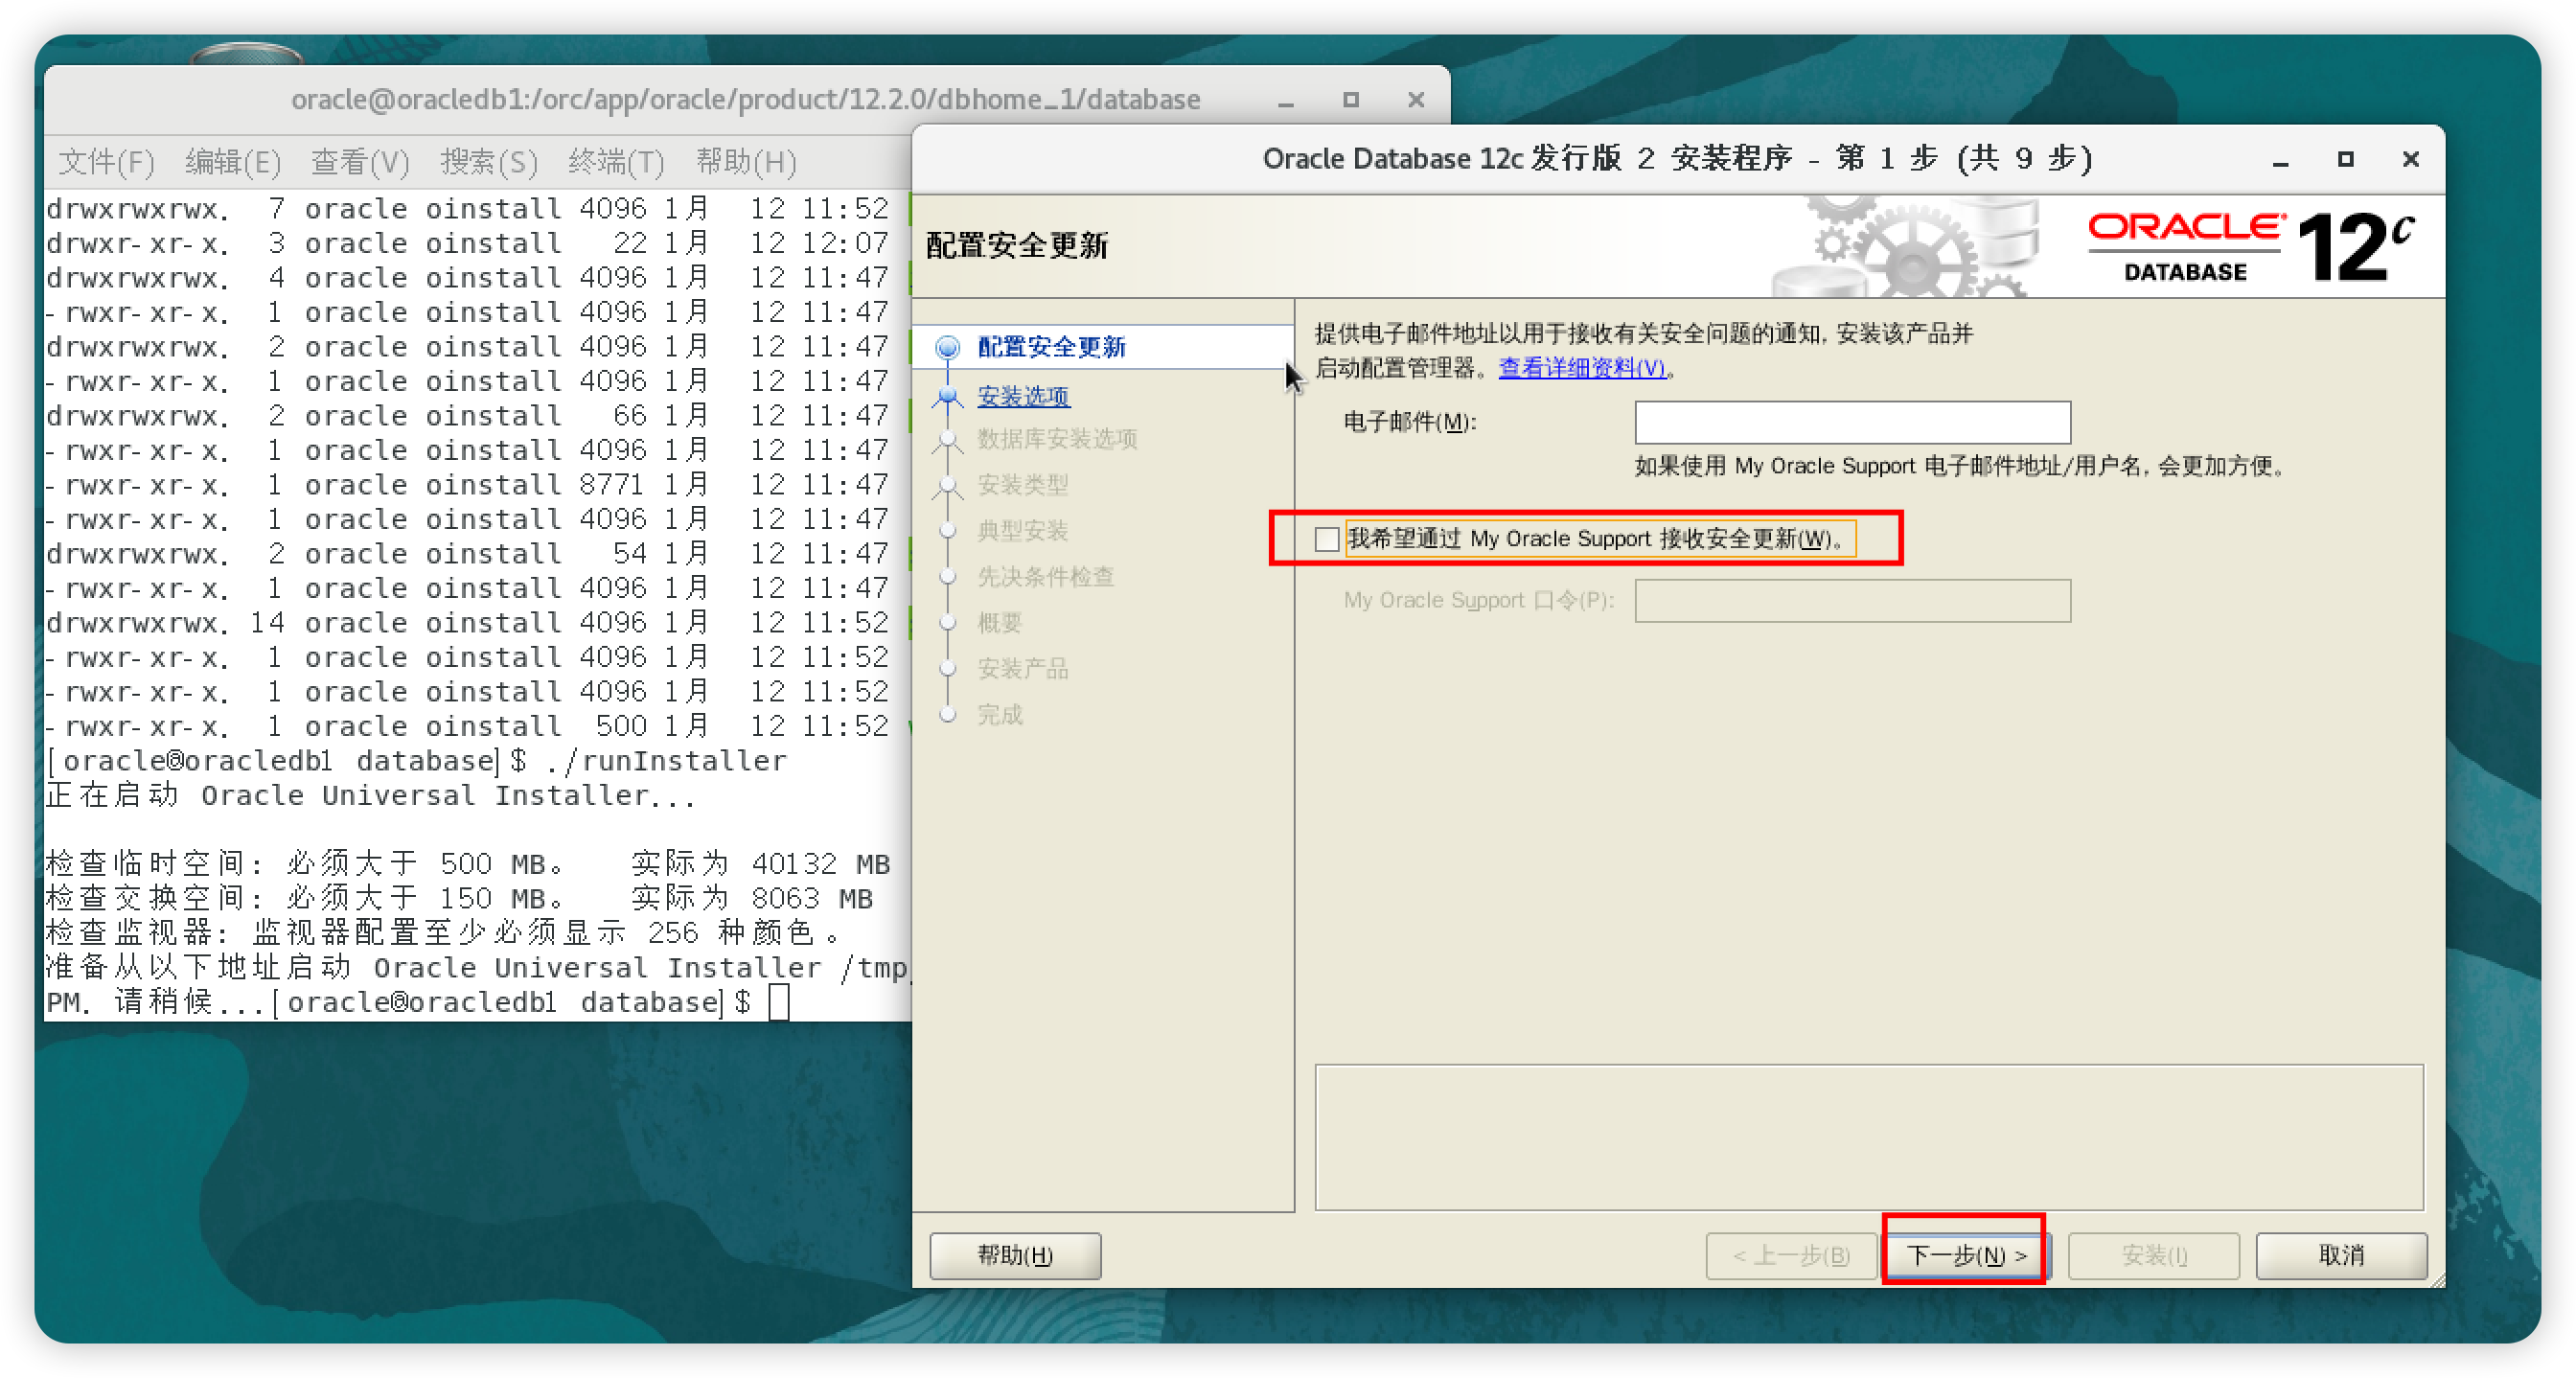 oracle@oracledb1:/orc/app/oracle/product/12.2.0/dbhome_1/database
文件(F) 编辑(E) 查看(V) 搜索(S) 终端(T) 帮助(H)
drwxrwxrwx. 7 oracle oinstall 4096 1月 12 11:52
drwxr-xr-x. 3 oracle oinstall 22 1月 12 12:07
drwxrwxrwx. 4 oracle oinstall 4096 1月 12 11:47
-rwxr-xr-x. 1 oracle oinstall 4096 1月 12 11:47
drwxrwxrwx. 2 oracle oinstall 4096 1月 12 11:47
-rwxr-xr-x. 1 oracle oinstall 4096 1月 12 11:47
drwxrwxrwx. 2 oracle oinstall 66 1月 12 11:47
-rwxr-xr-x. 1 oracle oinstall 4096 1月 12 11:47
-rwxr-xr-x. 1 oracle oinstall 8771 1月 12 11:47
-rwxr-xr-x. 1 oracle oinstall 4096 1月 12 11:47
drwxrwxrwx. 2 oracle oinstall 54 1月 12 11:47
-rwxr-xr-x. 1 oracle oinstall 4096 1月 12 11:47
drwxrwxrwx. 14 oracle oinstall 4096 1月 12 11:52
-rwxr-xr-x. 1 oracle oinstall 4096 1月 12 11:52
-rwxr-xr-x. 1 oracle oinstall 4096 1月 12 11:52
-rwxr-xr-x. 1 oracle oinstall 500 1月 12 11:52
[oracle@oracledb1 database]$ ./runInstaller
正在启动 Oracle Universal Installer...
检查临时空间: 必须大于 500 MB。 实际为 40132 MB
检查交换空间: 必须大于 150 MB。 实际为 8063 MB
检查监视器: 监视器配置至少必须显示 256 种颜色。
准备从以下地址启动 Oracle Universal Installer /tmp
PM. 请稍候...[oracle@oracledb1 database]$
Oracle Database 12c 发行版 2 安装程序 - 第 1 步 (共 9 步)
配置安全更新
ORACLE
DATABASE
12c
配置安全更新
安装选项
数据库安装选项
安装类型
典型安装
先决条件检查
概要
安装产品
完成
提供电子邮件地址以用于接收有关安全问题的通知, 安装该产品并
启动配置管理器。查看详细资料(V)。
电子邮件(M):
如果使用 My Oracle Support 电子邮件地址/用户名, 会更加方便。
我希望通过 My Oracle Support 接收安全更新(W)。
My Oracle Support 口令(P):
帮助(H)
< 上一步(B)
下一步(N) >
安装(I)
取消